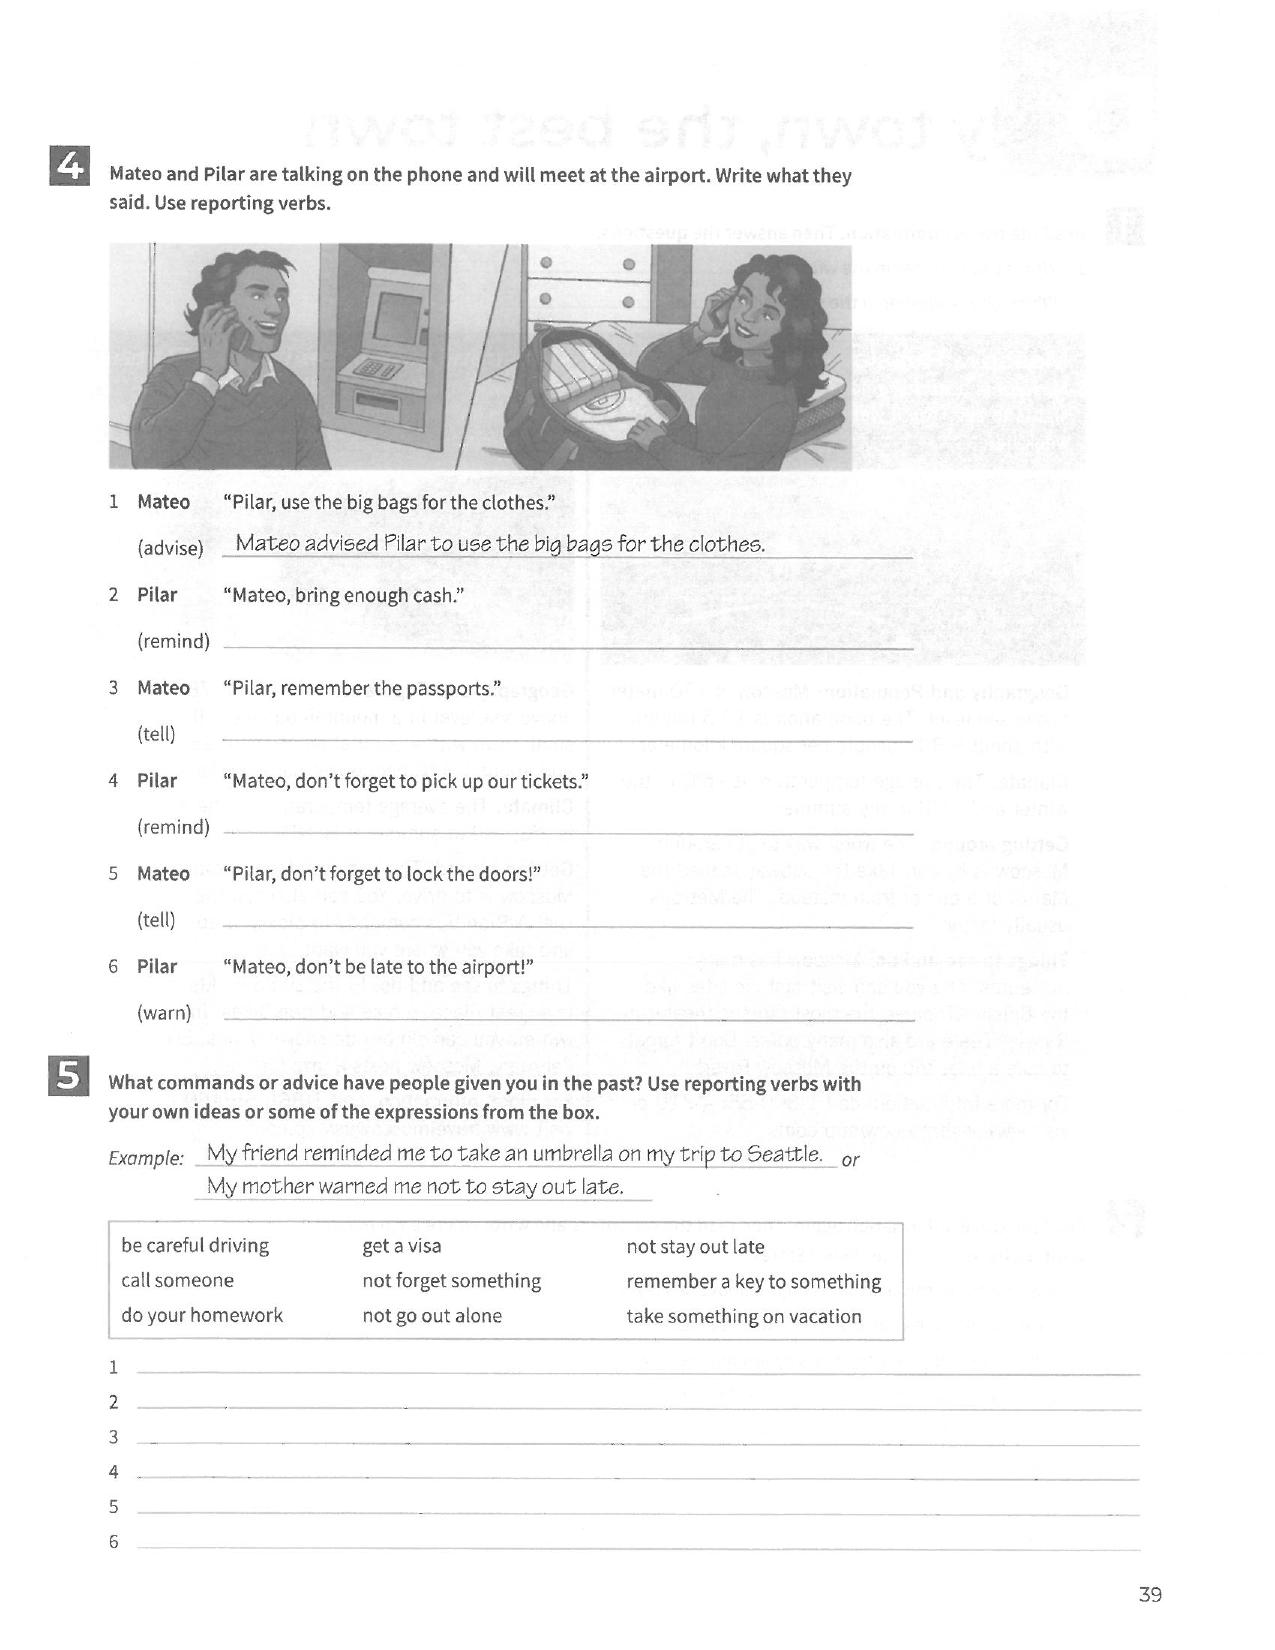 4 Mateo and Pilar are talking on the phone and will meet at the airport. Write what they
said. Use reporting verbs.
1 Mateo "Pilar, use the big bags for the clothes."
(advise) Mateo advised Pilar to use the big bags for the clothes.
2 Pilar "Mateo, bring enough cash."
(remind)
3 Mateo "Pilar, remember the passports."
(tell)
4 Pilar "Mateo, don't forget to pick up our tickets."
(remind)
5 Mateo "Pilar, don't forget to lock the doors!"
(tell)
6 Pilar "Mateo, don't be late to the airport!"
(warn)
5 What commands or advice have people given you in the past? Use reporting verbs with
your own ideas or some of the expressions from the box.
Example: My friend reminded me to take an umbrella on my trip to Seattle. or
My mother warned me not to stay out late.
be careful driving get a visa not stay out late
call someone not forget something remember a key to something
do your homework not go out alone take something on vacation
1
2
3
4
5
6
39